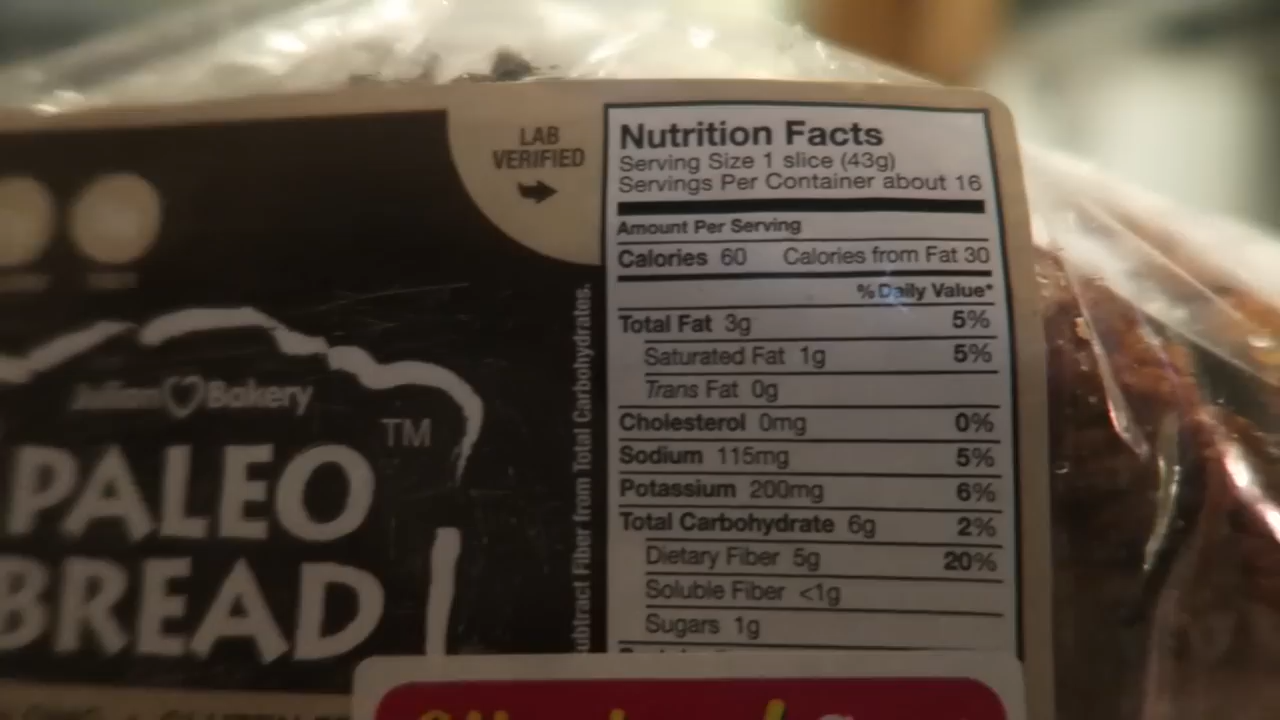 LAB
VERIFIED
Julian Bakery
PALEO
BREAD
TM
ubtract Fiber from Total Carbohydrates.
Nutrition Facts
Serving Size 1 slice (43g)
Servings Per Container about 16
Amount Per Serving
Calories 60 Calories from Fat 30
% Daily Value*
Total Fat 3g 5%
Saturated Fat 1g 5%
Trans Fat 0g
Cholesterol 0mg 0%
Sodium 115mg 5%
Potassium 200mg 6%
Total Carbohydrate 6g 2%
Dietary Fiber 5g 20%
Soluble Fiber <1g
Sugars 1g